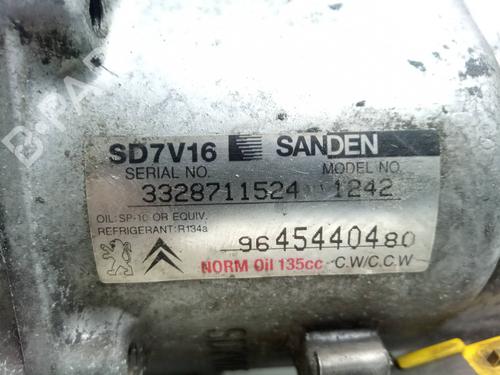 SD7V16 SANDEN
SERIAL NO. MODEL NO.
3328711524 1242
OIL:SP-10 OR EQUIV.
REFRIGERANT:R134a
9645440480
NORM Oil 135cc C.W/C.C.W
B-PARTS